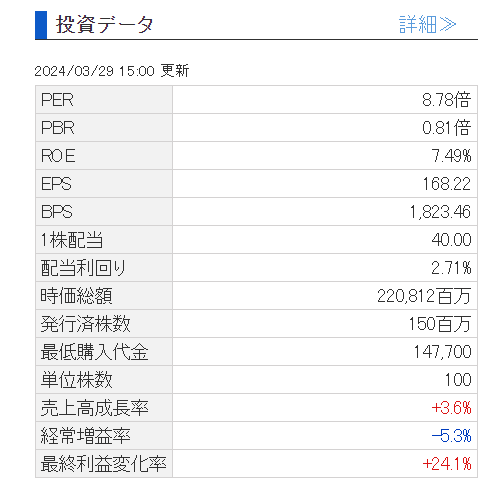 投資データ 詳細≫
2024/03/29 15:00 更新
PER 8.78倍
PBR 0.81倍
ROE 7.49%
EPS 168.22
BPS 1,823.46
1株配当 40.00
配当利回り 2.71%
時価総額 220,812百万
発行済株数 150百万
最低購入代金 147,700
単位株数 100
売上高成長率 +3.6%
経常増益率 -5.3%
最終利益変化率 +24.1%